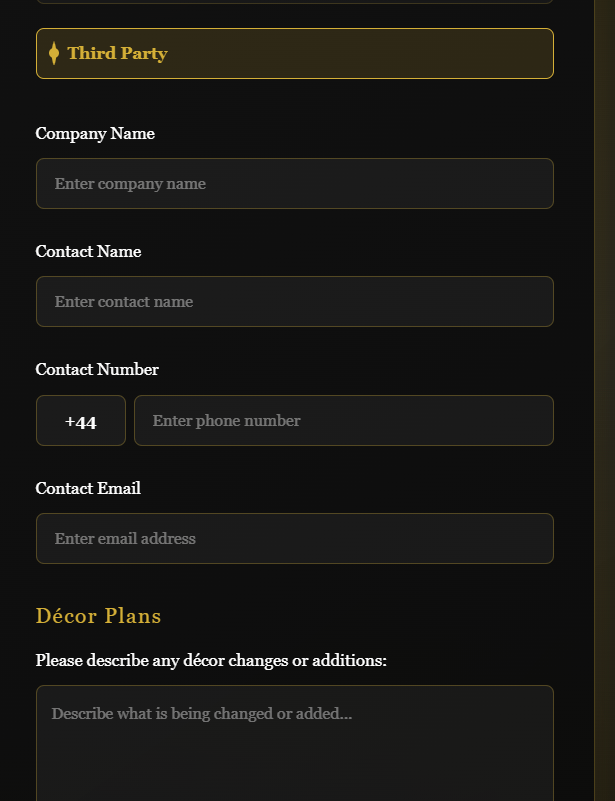 Third Party
Company Name
Enter company name
Contact Name
Enter contact name
Contact Number
+44
Enter phone number
Contact Email
Enter email address
Décor Plans
Please describe any décor changes or additions:
Describe what is being changed or added...